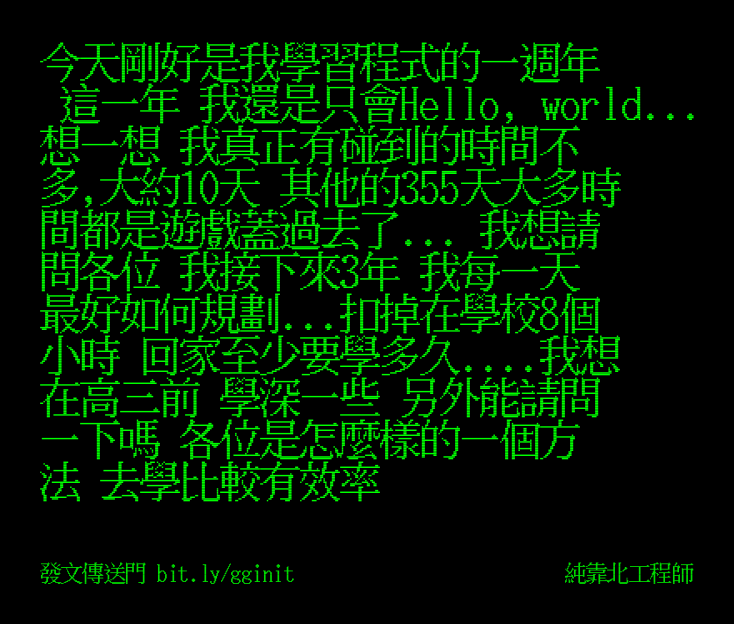 今天剛好是我學習程式的一週年
這一年 我還是只會Hello, world...
想一想 我真正有碰到的時間不
多,大約10天 其他的355天大多時
間都是遊戲蓋過去了... 我想請
問各位 我接下來3年 我每一天
最好如何規劃...扣掉在學校8個
小時 回家至少要學多久....我想
在高三前 學深一些 另外能請問
一下嗎 各位是怎麼樣的一個方
法 去學比較有效率
發文傳送門 bit.ly/gginit
純靠北工程師